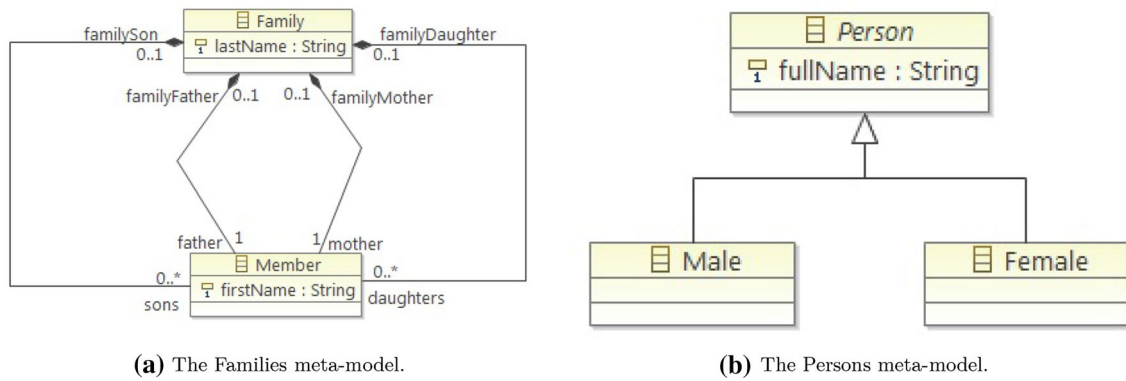 Family
lastName : String
familySon
0..1
familyDaughter
0..1
familyFather
0..1
0..1
familyMother
father
1
1
mother
Member
firstName : String
0..*
sons
0..*
daughters
(a) The Families meta-model.
Person
fullName : String
Male
Female
(b) The Persons meta-model.